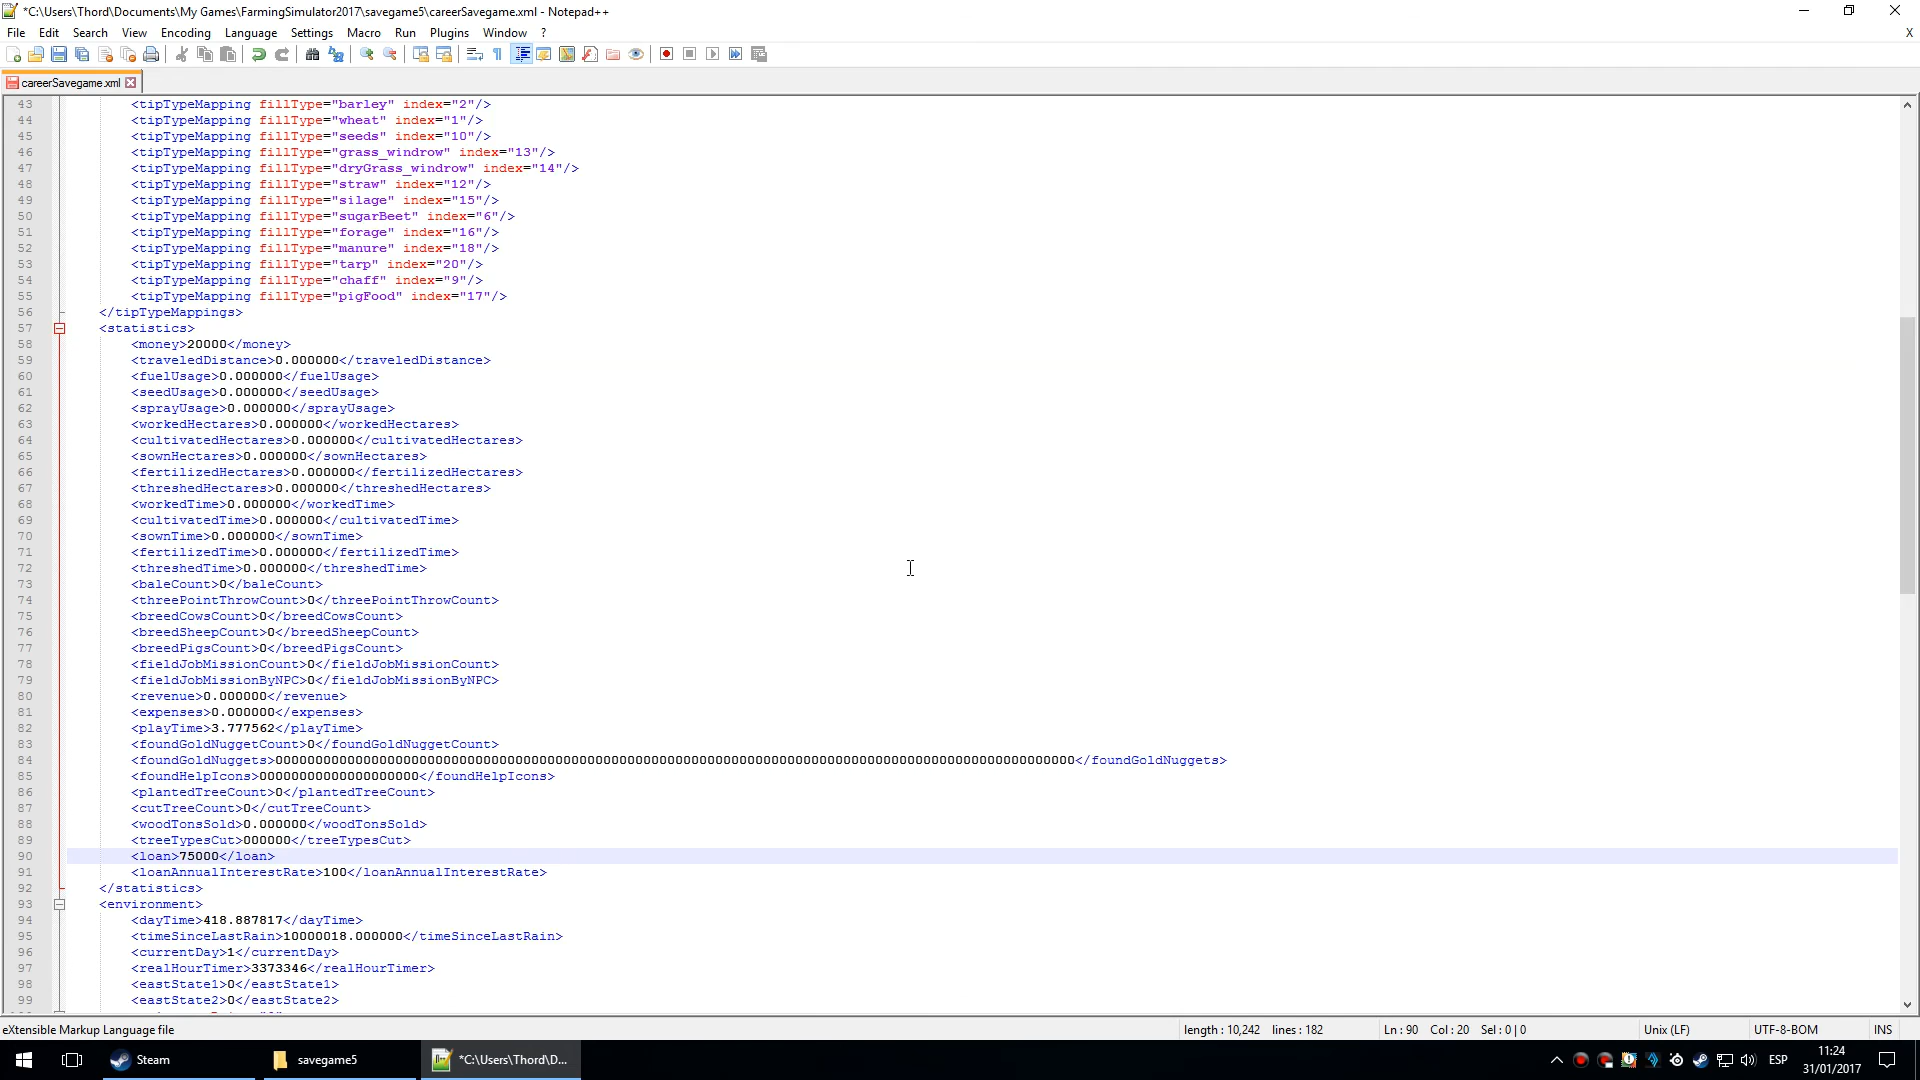 *C:\Users\Thord\Documents\My Games\FarmingSimulator2017\savegame5\careerSavegame.xml - Notepad++
File Edit Search View Encoding Language Settings Macro Run Plugins Window ? X
careerSavegame.xml
43 <tipTypeMapping fillType="barley" index="2"/>
44 <tipTypeMapping fillType="wheat" index="1"/>
45 <tipTypeMapping fillType="seeds" index="10"/>
46 <tipTypeMapping fillType="grass_windrow" index="13"/>
47 <tipTypeMapping fillType="dryGrass_windrow" index="14"/>
48 <tipTypeMapping fillType="straw" index="12"/>
49 <tipTypeMapping fillType="silage" index="15"/>
50 <tipTypeMapping fillType="sugarBeet" index="6"/>
51 <tipTypeMapping fillType="forage" index="16"/>
52 <tipTypeMapping fillType="manure" index="18"/>
53 <tipTypeMapping fillType="tarp" index="20"/>
54 <tipTypeMapping fillType="chaff" index="9"/>
55 <tipTypeMapping fillType="pigFood" index="17"/>
56 </tipTypeMappings>
57 <statistics>
58 <money>20000</money>
59 <traveledDistance>0.000000</traveledDistance>
60 <fuelUsage>0.000000</fuelUsage>
61 <seedUsage>0.000000</seedUsage>
62 <sprayUsage>0.000000</sprayUsage>
63 <workedHectares>0.000000</workedHectares>
64 <cultivatedHectares>0.000000</cultivatedHectares>
65 <sownHectares>0.000000</sownHectares>
66 <fertilizedHectares>0.000000</fertilizedHectares>
67 <threshedHectares>0.000000</threshedHectares>
68 <workedTime>0.000000</workedTime>
69 <cultivatedTime>0.000000</cultivatedTime>
70 <sownTime>0.000000</sownTime>
71 <fertilizedTime>0.000000</fertilizedTime>
72 <threshedTime>0.000000</threshedTime>
73 <baleCount>0</baleCount>
74 <threePointThrowCount>0</threePointThrowCount>
75 <breedCowsCount>0</breedCowsCount>
76 <breedSheepCount>0</breedSheepCount>
77 <breedPigsCount>0</breedPigsCount>
78 <fieldJobMissionCount>0</fieldJobMissionCount>
79 <fieldJobMissionByNPC>0</fieldJobMissionByNPC>
80 <revenue>0.000000</revenue>
81 <expenses>0.000000</expenses>
82 <playTime>3.777562</playTime>
83 <foundGoldNuggetCount>0</foundGoldNuggetCount>
84 <foundGoldNuggets>0000000000000000000000000000000000000000000000000000000000000000000000000000000000000000000000000000</foundGoldNuggets>
85 <foundHelpIcons>00000000000000000000</foundHelpIcons>
86 <plantedTreeCount>0</plantedTreeCount>
87 <cutTreeCount>0</cutTreeCount>
88 <woodTonsSold>0.000000</woodTonsSold>
89 <treeTypesCut>000000</treeTypesCut>
90 <loan>75000</loan>
91 <loanAnnualInterestRate>100</loanAnnualInterestRate>
92 </statistics>
93 <environment>
94 <dayTime>418.887817</dayTime>
95 <timeSinceLastRain>10000018.000000</timeSinceLastRain>
96 <currentDay>1</currentDay>
97 <realHourTimer>3373346</realHourTimer>
98 <eastState1>0</eastState1>
99 <eastState2>0</eastState2>
eXtensible Markup Language file length : 10,242 lines : 182 Ln : 90 Col : 20 Sel : 0 | 0 Unix (LF) UTF-8-BOM INS
Steam savegame5 *C:\Users\Thord\D... ESP 11:24
31/01/2017